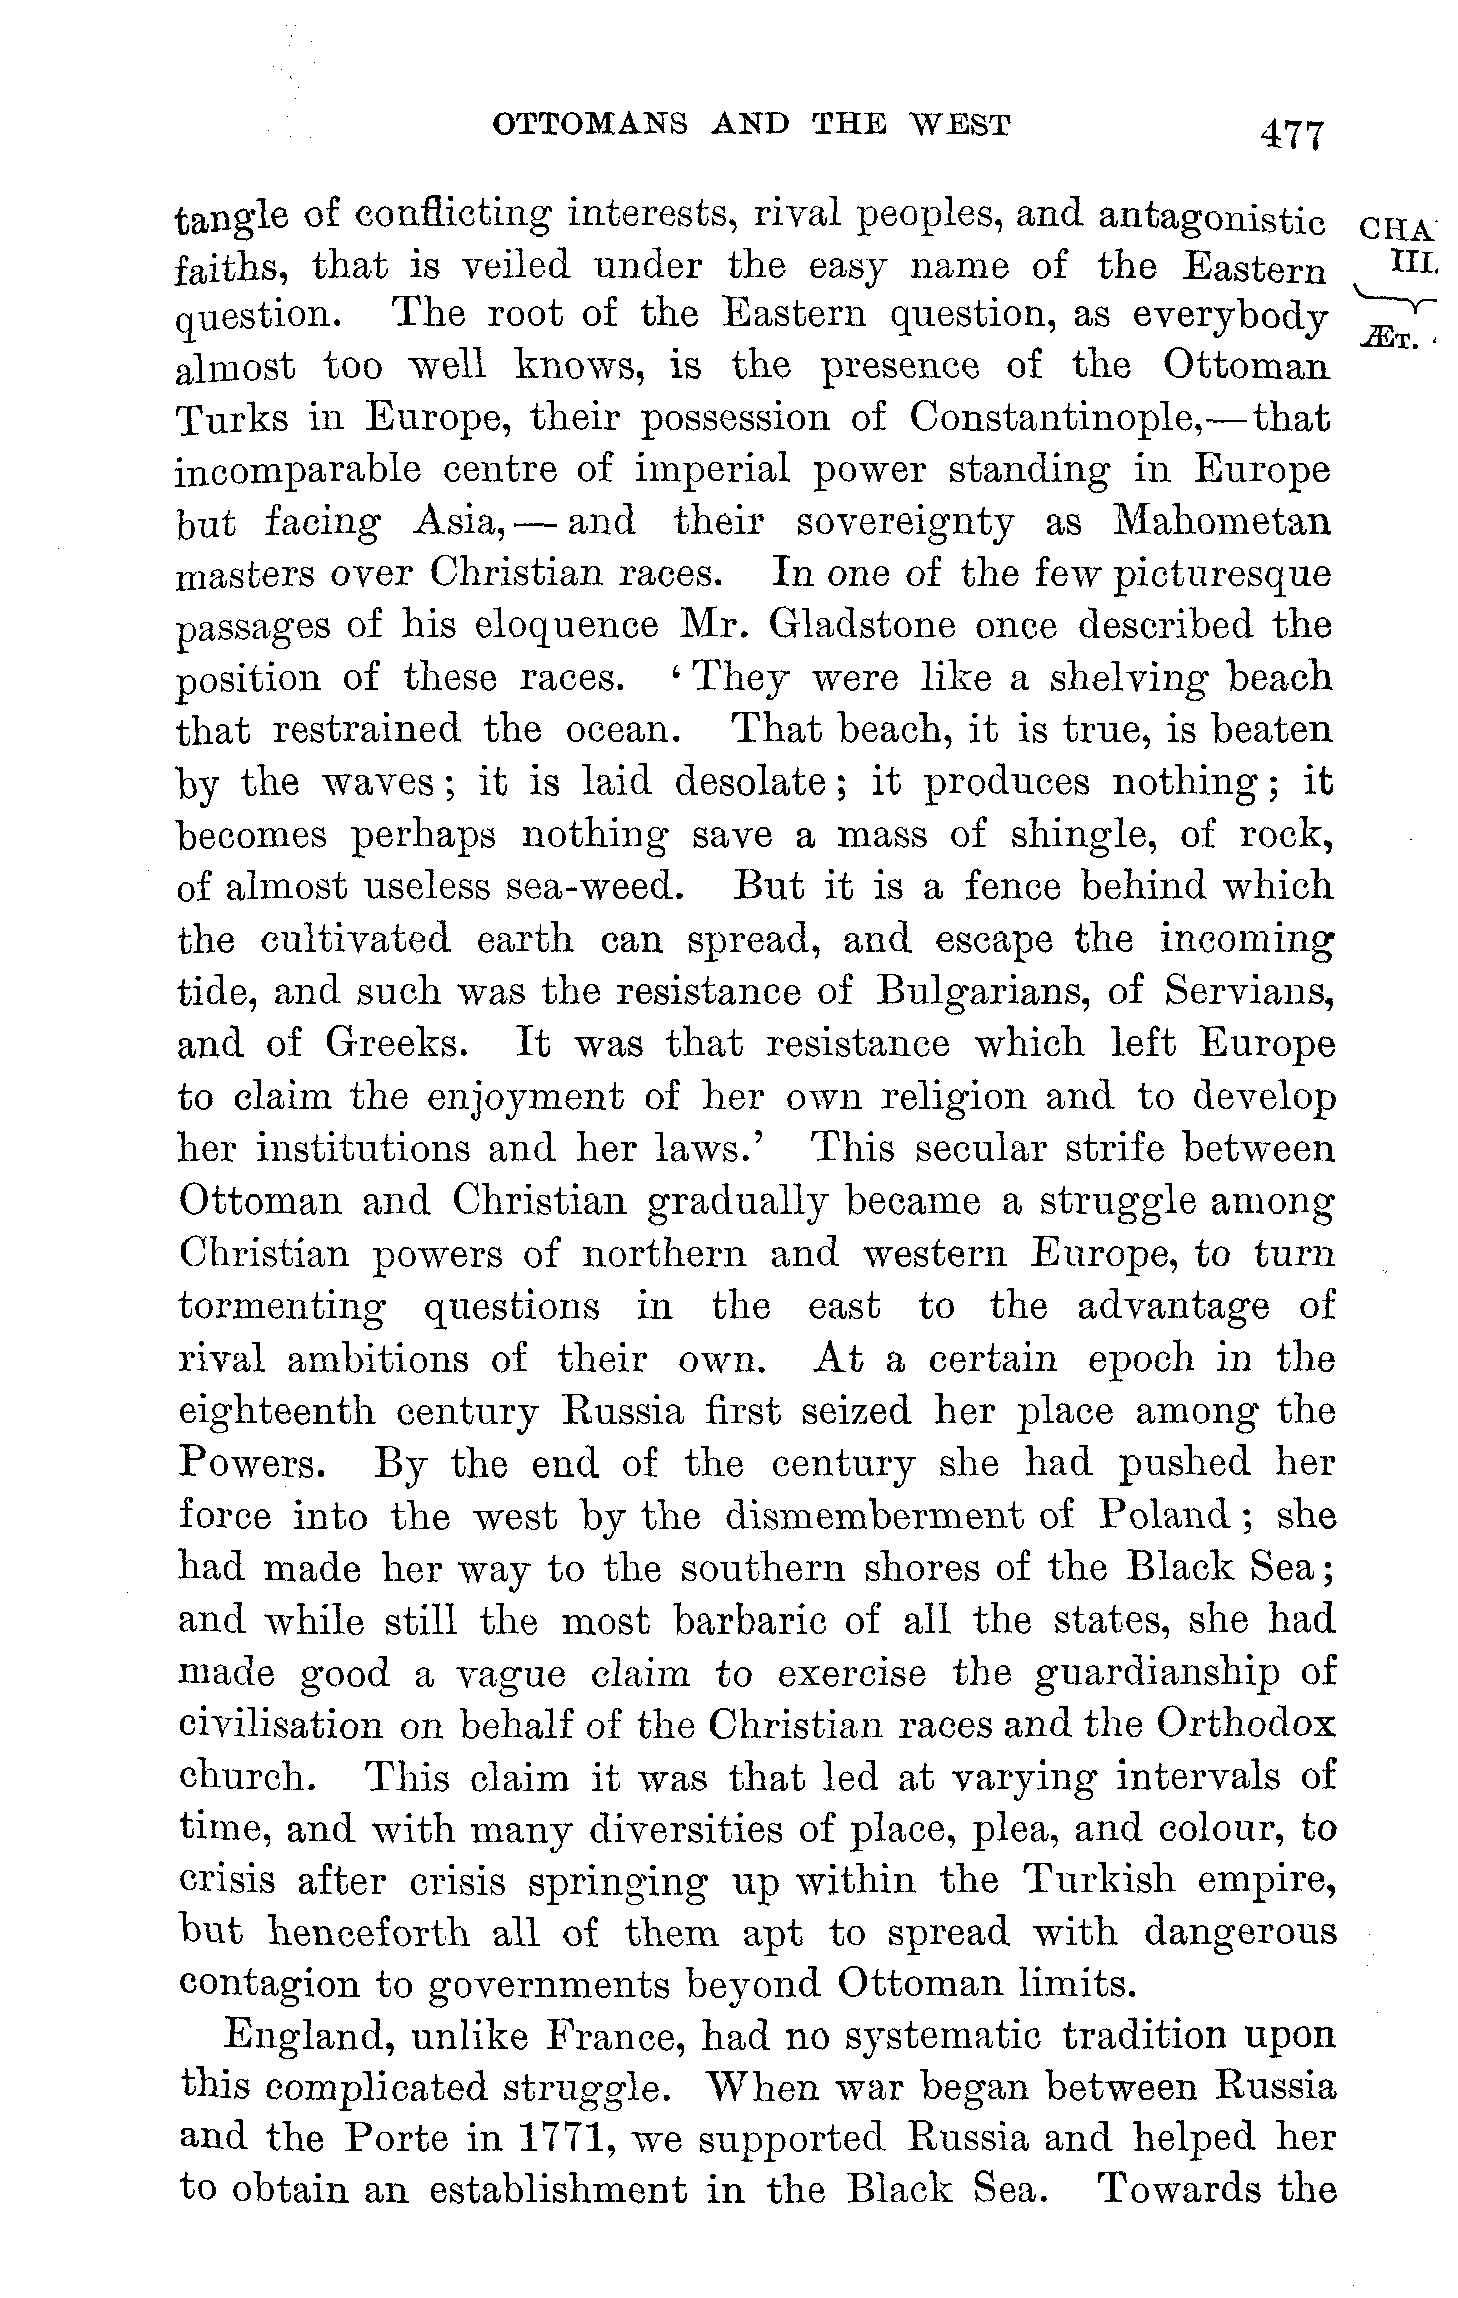 OTTOMANS AND THE WEST 477
tangle of conflicting interests, rival peoples, and antagonistic
faiths, that is veiled under the easy name of the Eastern
question. The root of the Eastern question, as everybody
almost too well knows, is the presence of the Ottoman
Turks in Europe, their possession of Constantinople,—that
incomparable centre of imperial power standing in Europe
but facing Asia,—and their sovereignty as Mahometan
masters over Christian races. In one of the few picturesque
passages of his eloquence Mr. Gladstone once described the
position of these races. ‘They were like a shelving beach
that restrained the ocean. That beach, it is true, is beaten
by the waves; it is laid desolate; it produces nothing; it
becomes perhaps nothing save a mass of shingle, of rock,
of almost useless sea-weed. But it is a fence behind which
the cultivated earth can spread, and escape the incoming
tide, and such was the resistance of Bulgarians, of Servians,
and of Greeks. It was that resistance which left Europe
to claim the enjoyment of her own religion and to develop
her institutions and her laws.’ This secular strife between
Ottoman and Christian gradually became a struggle among
Christian powers of northern and western Europe, to turn
tormenting questions in the east to the advantage of
rival ambitions of their own. At a certain epoch in the
eighteenth century Russia first seized her place among the
Powers. By the end of the century she had pushed her
force into the west by the dismemberment of Poland; she
had made her way to the southern shores of the Black Sea;
and while still the most barbaric of all the states, she had
made good a vague claim to exercise the guardianship of
civilisation on behalf of the Christian races and the Orthodox
church. This claim it was that led at varying intervals of
time, and with many diversities of place, plea, and colour, to
crisis after crisis springing up within the Turkish empire,
but henceforth all of them apt to spread with dangerous
contagion to governments beyond Ottoman limits.
England, unlike France, had no systematic tradition upon
this complicated struggle. When war began between Russia
and the Porte in 1771, we supported Russia and helped her
to obtain an establishment in the Black Sea. Towards the
CHA
III.
ÆT.